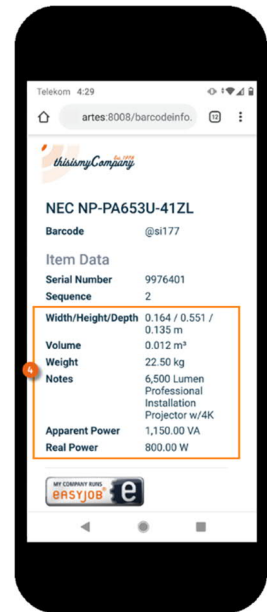 Telekom 4:29
artes:8008/barcodeinfo. 12
thisismyCompany
NEC NP-PA653U-41ZL
Barcode @si177
Item Data
Serial Number 9976401
Sequence 2
Width/Height/Depth 0.164 / 0.551 /
0.135 m
Volume 0.012 m³
4
Weight 22.50 kg
Notes 6,500 Lumen
Professional
Installation
Projector w/4K
Apparent Power 1,150.00 VA
Real Power 800.00 W
MY COMPANY RUNS
easyjob® e